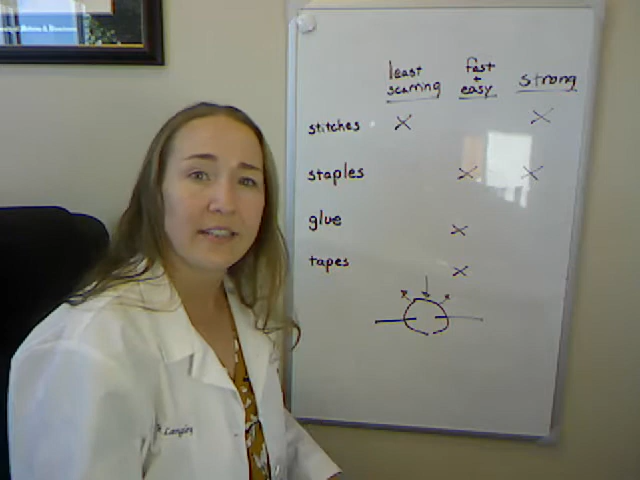 least fast
scarring + easy strong
stitches X X
staples X X
glue X
tapes X